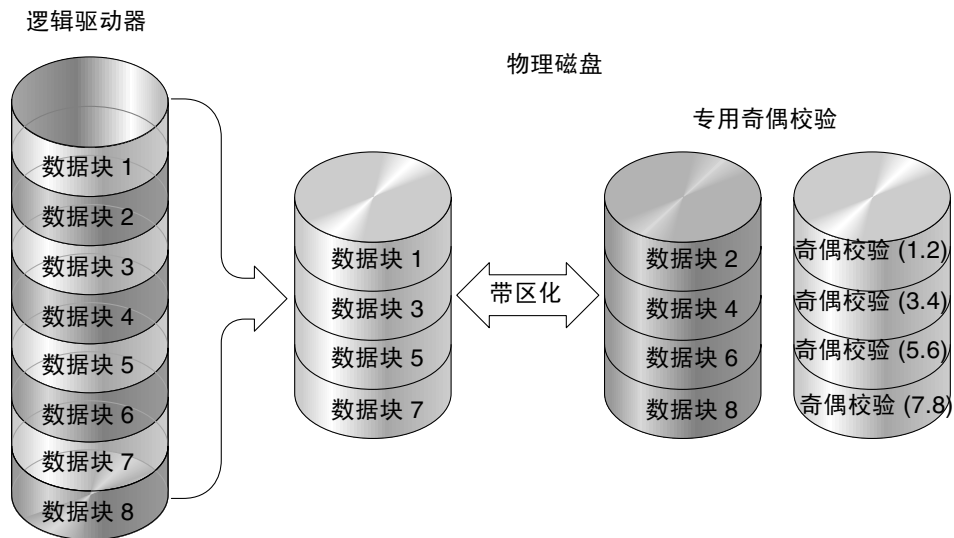 逻辑驱动器
物理磁盘
专用奇偶校验
数据块 1
数据块 2
数据块 3
数据块 4
数据块 5
数据块 6
数据块 7
数据块 8
数据块 1
数据块 3
数据块 5
数据块 7
带区化
数据块 2
数据块 4
数据块 6
数据块 8
奇偶校验 (1.2)
奇偶校验 (3.4)
奇偶校验 (5.6)
奇偶校验 (7.8)